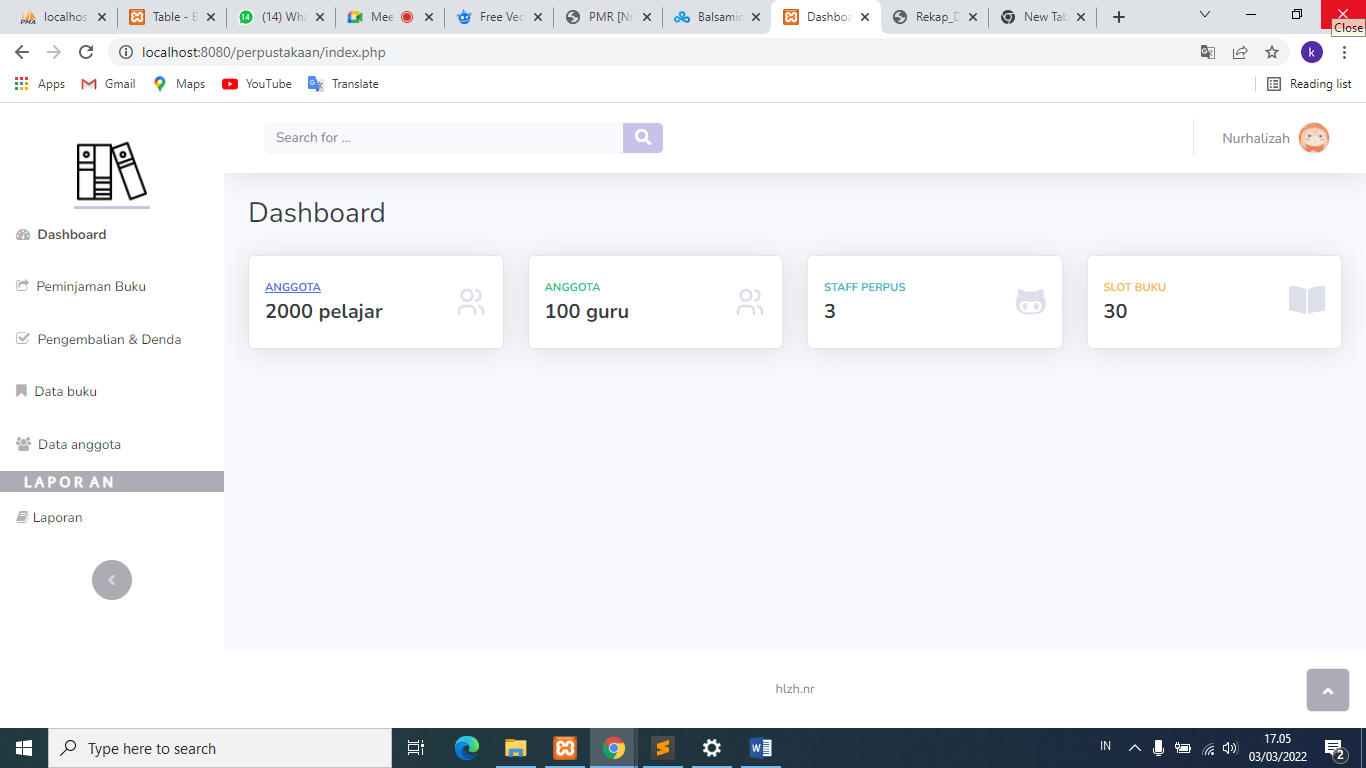 localhos
Table - B
(14) Wha
Mee
Free Vec
PMR [Nr
Balsamic
Dashboa
Rekap_D
New Tab
Close
localhost:8080/perpustakaan/index.php
k
Apps
Gmail
Maps
YouTube
Translate
Reading list
Search for ...
Nurhalizah
Dashboard
Peminjaman Buku
Pengembalian & Denda
Data buku
Data anggota
LAPORAN
Laporan
Dashboard
ANGGOTA
2000 pelajar
ANGGOTA
100 guru
STAFF PERPUS
3
SLOT BUKU
30
hlzh.nr
Type here to search
IN
17.05
03/03/2022
2